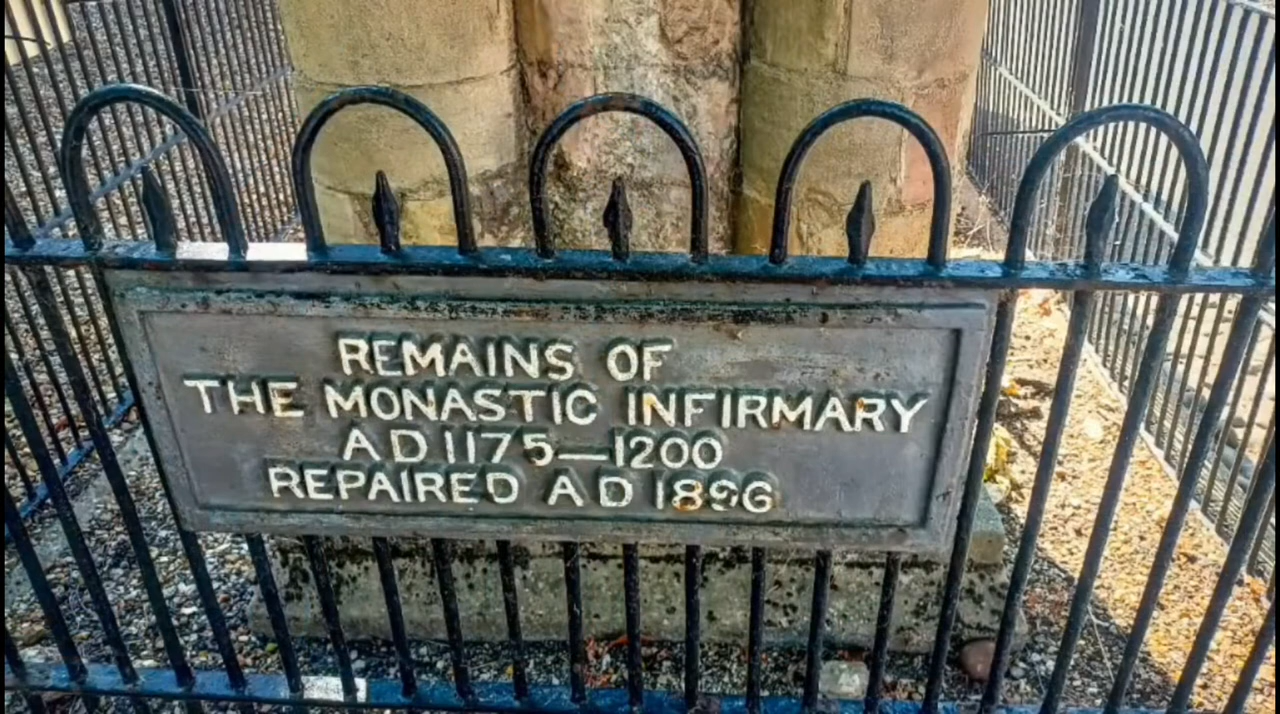 REMAINS OF
THE MONASTIC INFIRMARY
AD 1175—1200
REPAIRED AD 1896